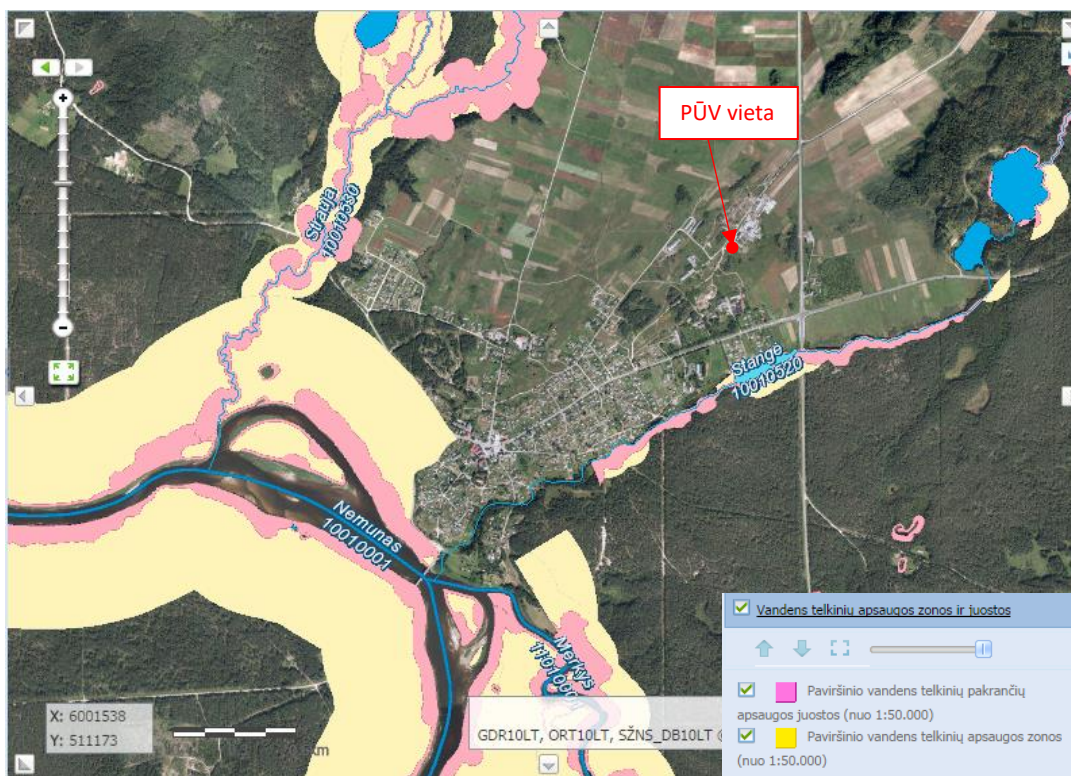 PŪV vieta
Strauja
10010530
Stangė
10010520
Nemunas
10010001
Merkys
X: 6001538
Y: 511173
km
GDR10LT, ORT10LT, SŽNS_DB10LT ©
Vandens telkinių apsaugos zonos ir juostos
Paviršinio vandens telkinių pakrančių
apsaugos juostos (nuo 1:50.000)
Paviršinio vandens telkinių apsaugos zonos
(nuo 1:50.000)